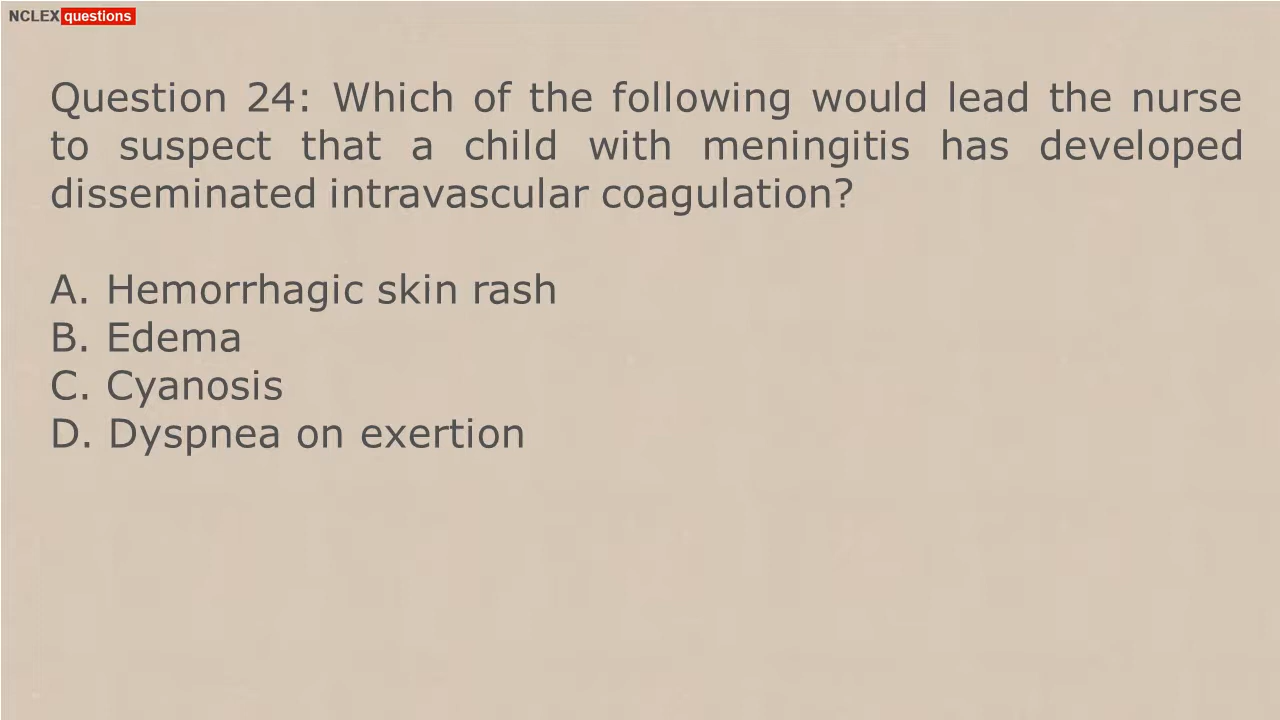 NCLEX questions
Question 24: Which of the following would lead the nurse
to suspect that a child with meningitis has developed
disseminated intravascular coagulation?
A. Hemorrhagic skin rash
B. Edema
C. Cyanosis
D. Dyspnea on exertion